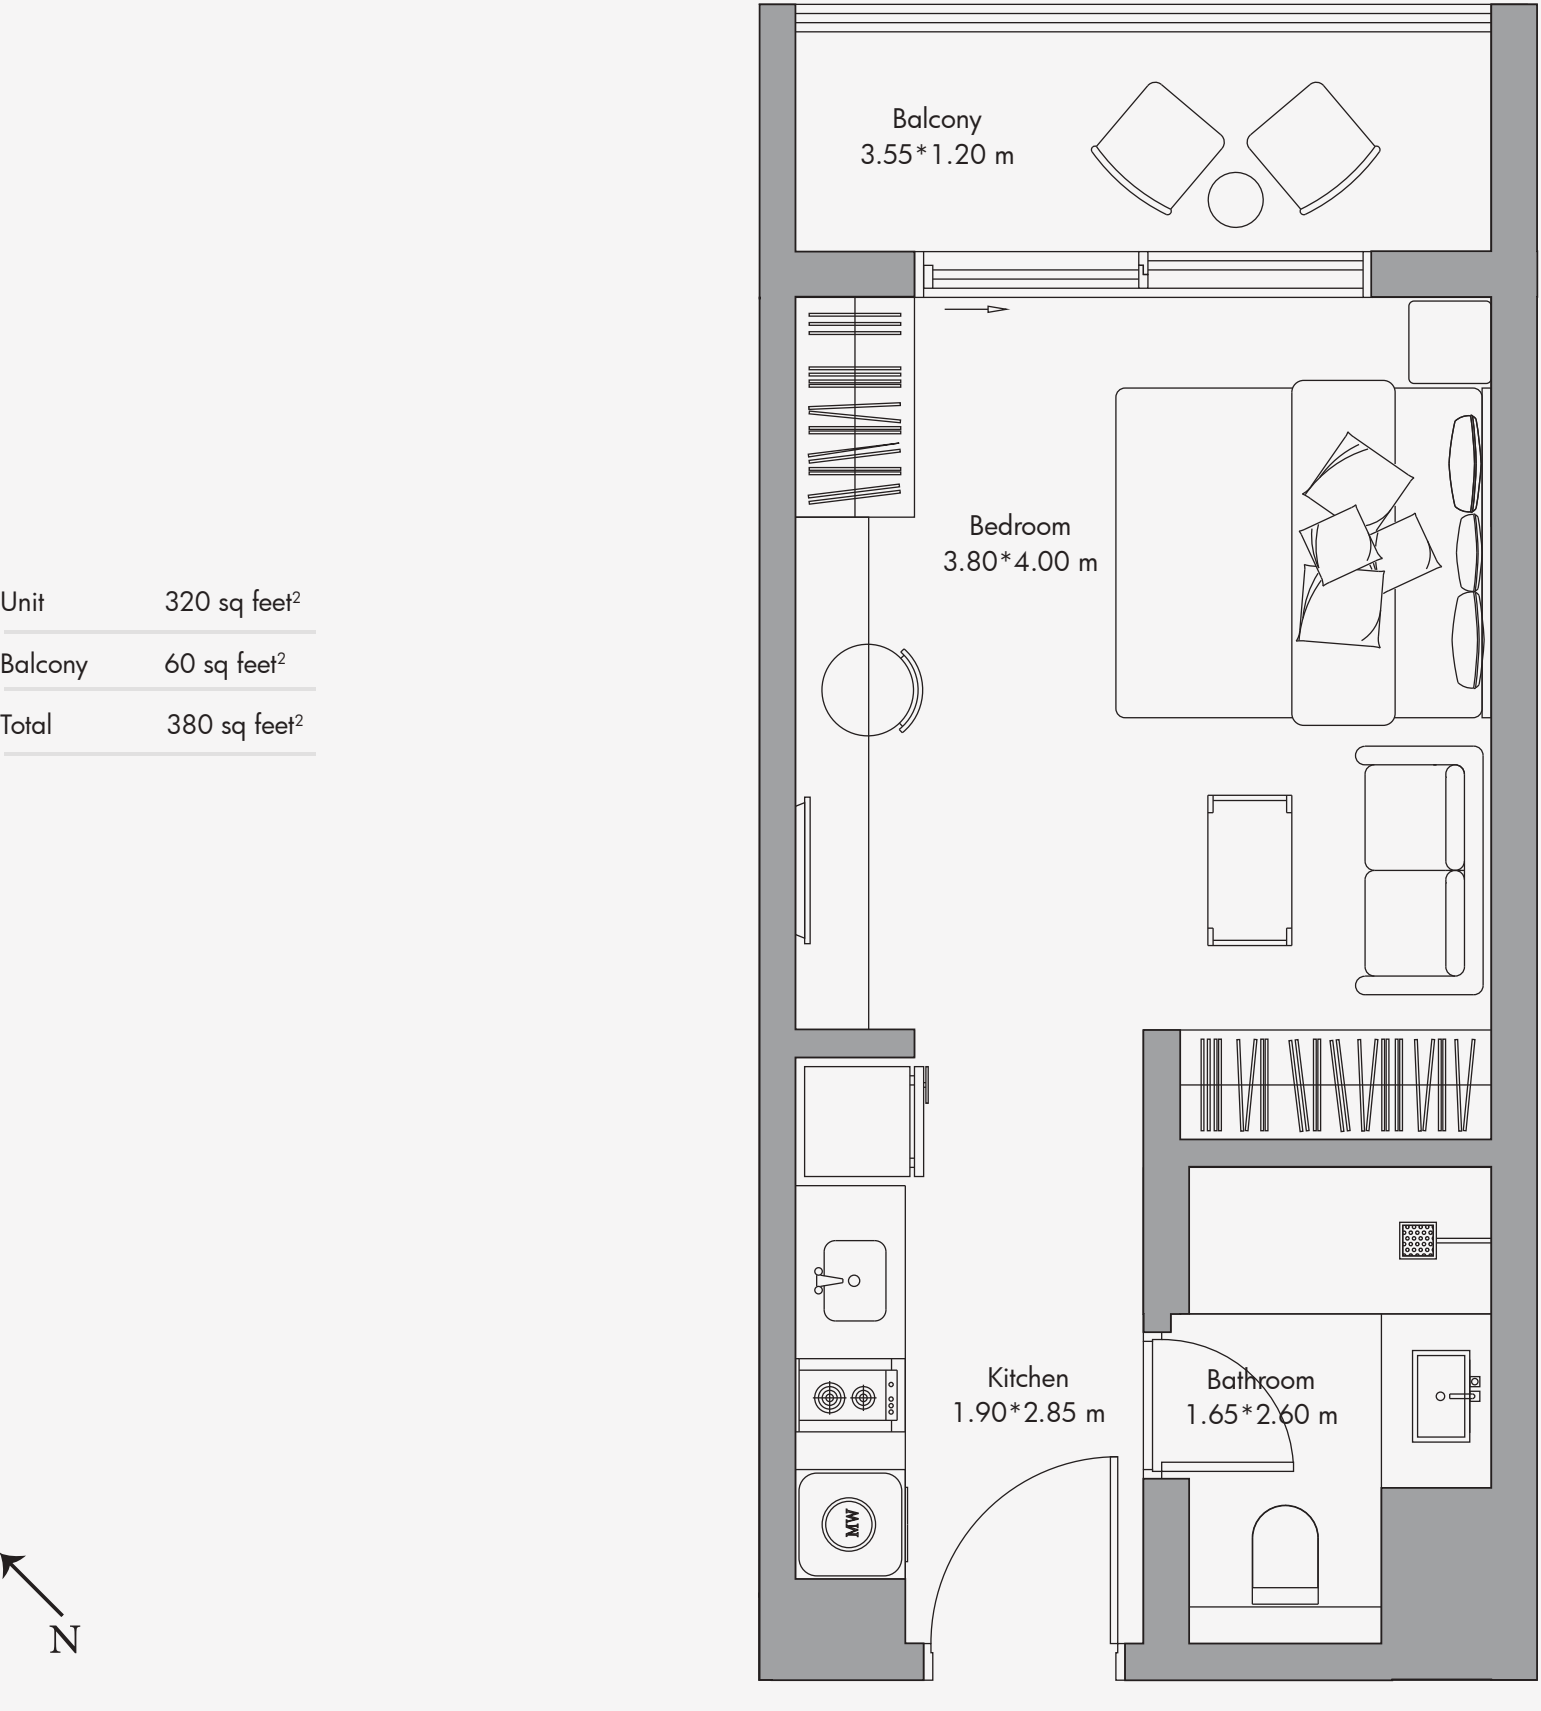 Balcony
3.55*1.20 m
Bedroom
3.80*4.00 m
Unit 320 sq feet²
Balcony 60 sq feet²
Total 380 sq feet²
Kitchen
1.90*2.85 m
Bathroom
1.65*2.60 m
MW
N